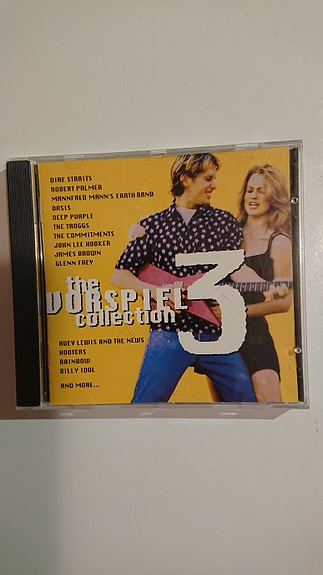 DIRE STRAITS
ROBERT PALMER
MANNFRED MANN'S EARTH BAND
OASIS
DEEP PURPLE
THE TROGGS
THE COMMITMENTS
JOHN LEE HOOKER
JAMES BROWN
GLENN FREY
the
VORSPIEL
collection
3
HUEY LEWIS AND THE NEWS
HOOTERS
RAINBOW
BILLY IDOL
AND MORE...